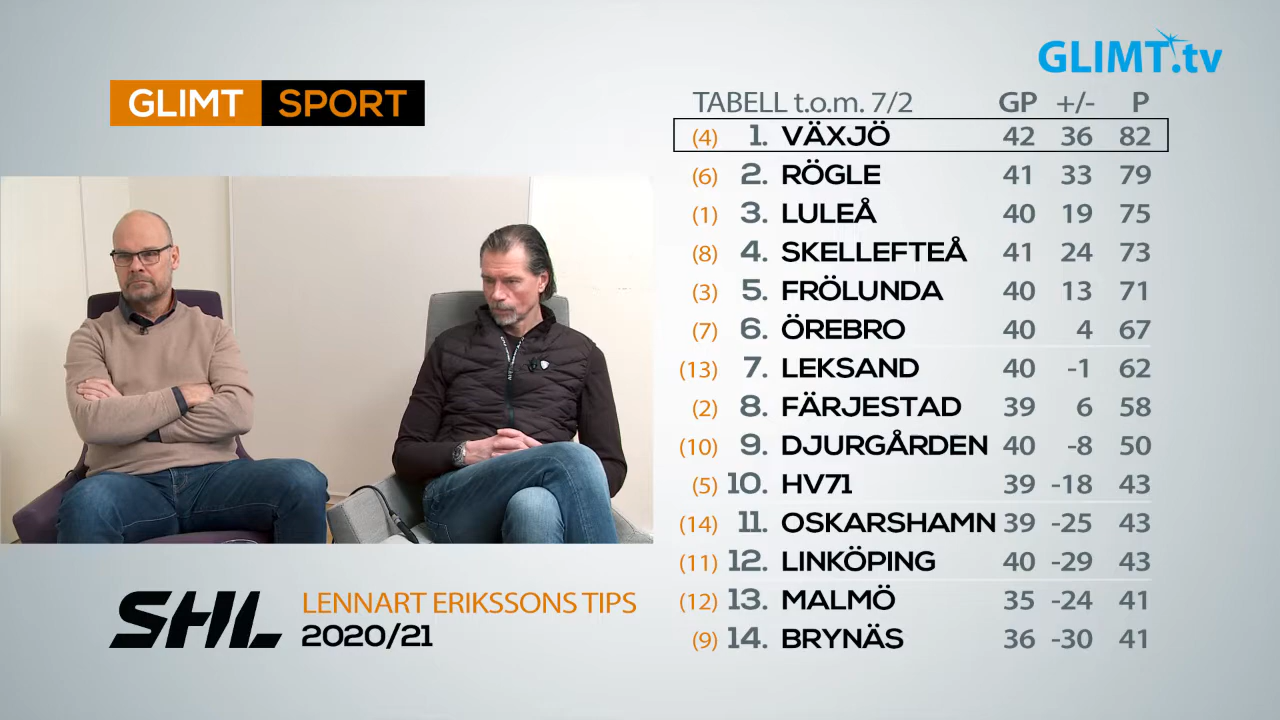 GLIMT.tv
GLIMT SPORT
TABELL t.o.m. 7/2 GP +/- P
(4) 1. VÄXJÖ 42 36 82
(6) 2. RÖGLE 41 33 79
(1) 3. LULEÅ 40 19 75
(8) 4. SKELLEFTEÅ 41 24 73
(3) 5. FRÖLUNDA 40 13 71
(7) 6. ÖREBRO 40 4 67
(13) 7. LEKSAND 40 -1 62
(2) 8. FÄRJESTAD 39 6 58
(10) 9. DJURGÅRDEN 40 -8 50
(5) 10. HV71 39 -18 43
(14) 11. OSKARSHAMN 39 -25 43
(11) 12. LINKÖPING 40 -29 43
(12) 13. MALMÖ 35 -24 41
(9) 14. BRYNÄS 36 -30 41
SHL
LENNART ERIKSSONS TIPS
2020/21